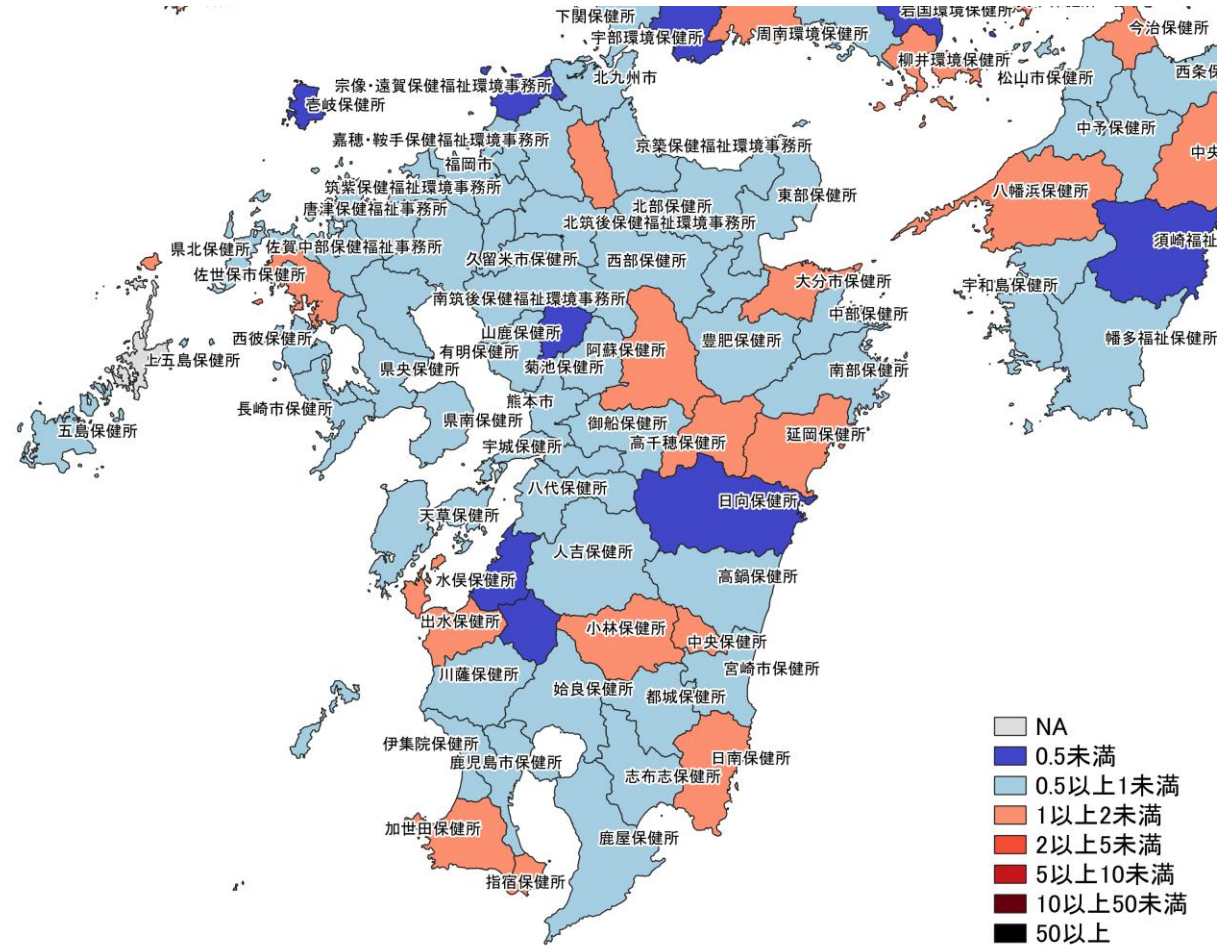 下関保健所
岩国環境保健所
宇部環境保健所
周南環境保健所
今治保健所
柳井環境保健所
北九州市
松山市保健所
西条保
宗像・遠賀保健福祉環境事務所
壱岐保健所
嘉穂・鞍手保健福祉環境事務所
京築保健福祉環境事務所
中予保健所
福岡市
中央
筑紫保健福祉環境事務所
東部保健所
八幡浜保健所
唐津保健福祉事務所
北部保健所
北筑後保健福祉環境事務所
県北保健所
佐賀中部保健福祉事務所
須崎福祉
久留米市保健所
西部保健所
佐世保市保健所
大分市保健所
宇和島保健所
南筑後保健福祉環境事務所
中部保健所
西彼保健所
山鹿保健所
豊肥保健所
幡多福祉保健所
有明保健所
阿蘇保健所
上五島保健所
県央保健所
菊池保健所
南部保健所
長崎市保健所
熊本市
県南保健所
御船保健所
五島保健所
宇城保健所
高千穂保健所
延岡保健所
八代保健所
日向保健所
天草保健所
人吉保健所
水俣保健所
高鍋保健所
出水保健所
小林保健所
中央保健所
川薩保健所
宮崎市保健所
姶良保健所
都城保健所
伊集院保健所
鹿児島市保健所
志布志保健所
日南保健所
加世田保健所
鹿屋保健所
指宿保健所
NA
0.5未満
0.5以上1未満
1以上2未満
2以上5未満
5以上10未満
10以上50未満
50以上